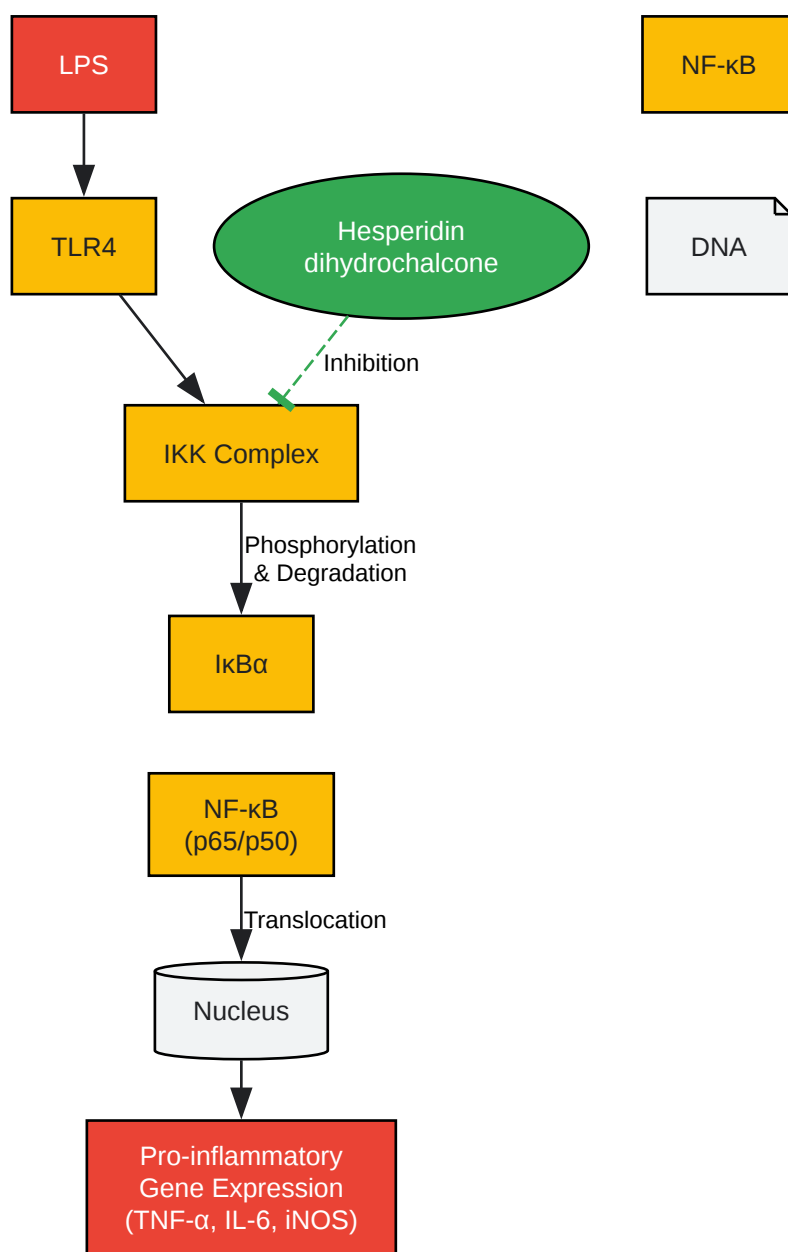 LPS
NF-κB
TLR4
Hesperidin
dihydrochalcone
DNA
Inhibition
IKK Complex
Phosphorylation
& Degradation
IκBα
NF-κB
(p65/p50)
Translocation
Nucleus
Pro-inflammatory
Gene Expression
(TNF-α, IL-6, iNOS)